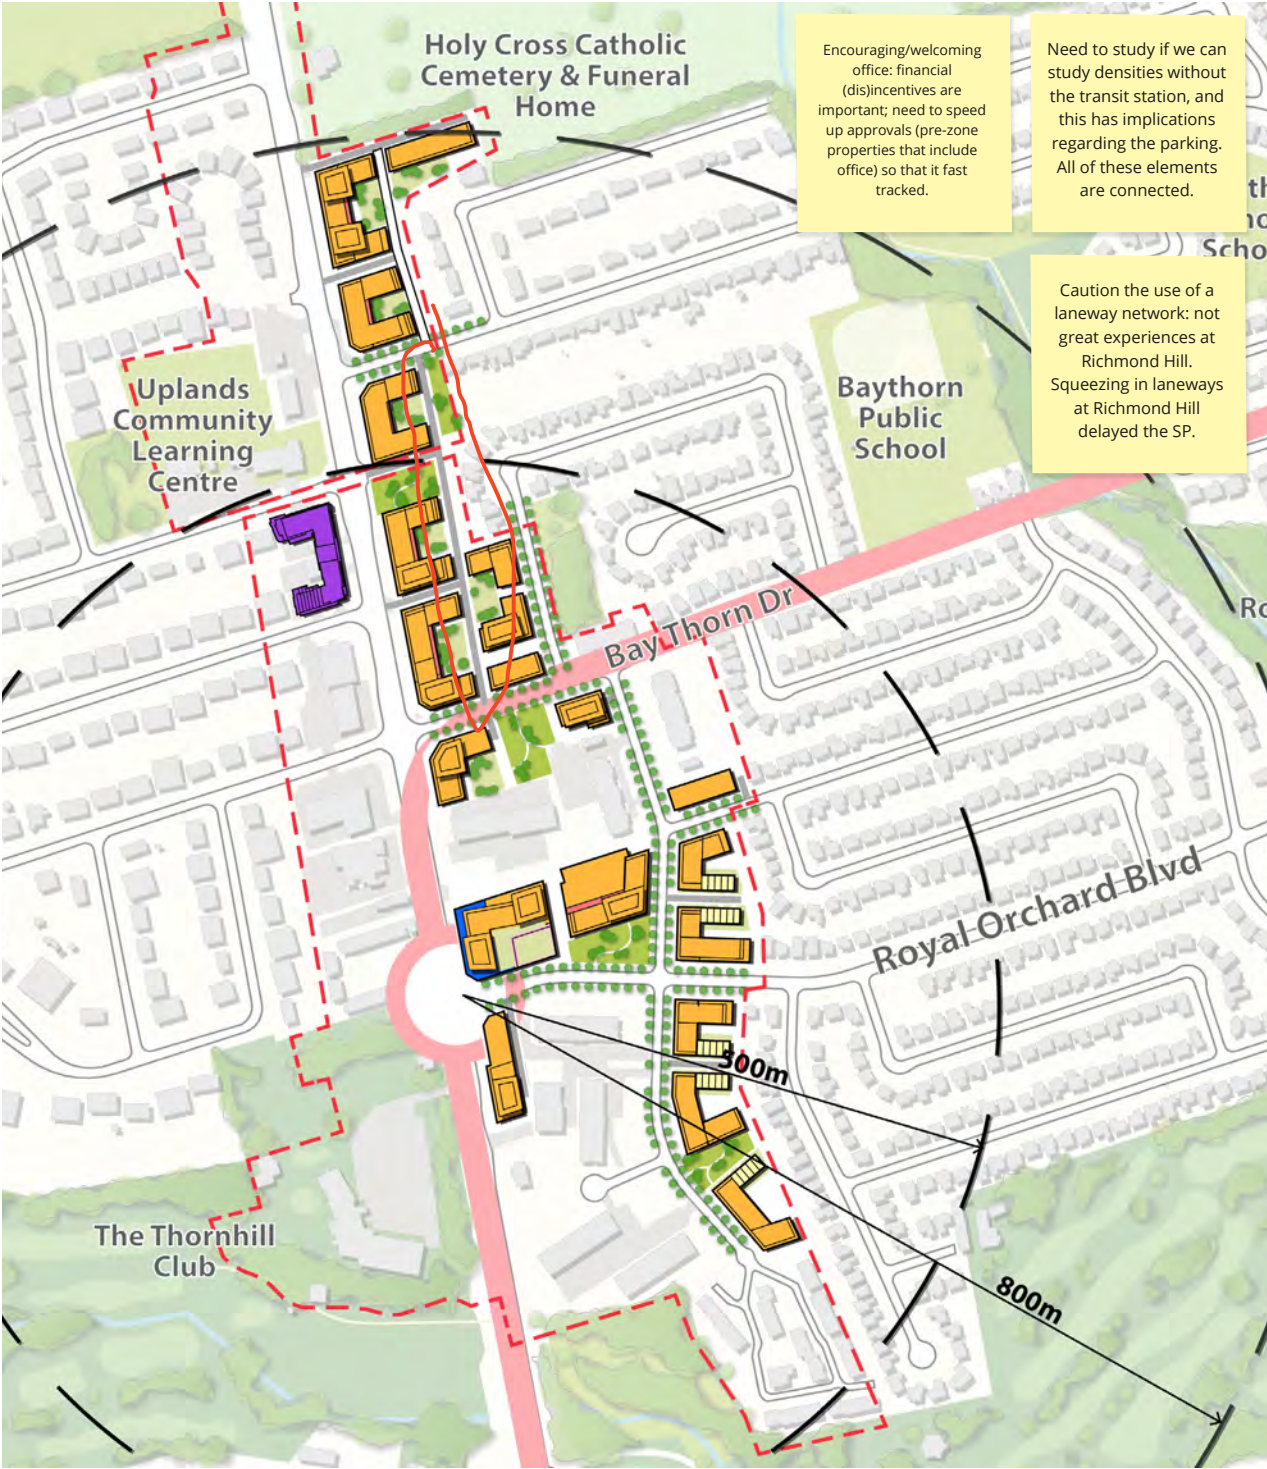 Holy Cross Catholic
Cemetery & Funeral
Home
Encouraging/welcoming
office: financial
(dis)incentives are
important; need to speed
up approvals (pre-zone
properties that include
office) so that it fast
tracked.
Need to study if we can
study densities without
the transit station, and
this has implications
regarding the parking.
All of these elements
are connected.
Scho
Caution the use of a
laneway network: not
great experiences at
Richmond Hill.
Squeezing in laneways
at Richmond Hill
delayed the SP.
Uplands
Community
Learning
Centre
Baythorn
Public
School
Bay Thorn Dr
Ro
Royal Orchard Blvd
500m
800m
The Thornhill
Club